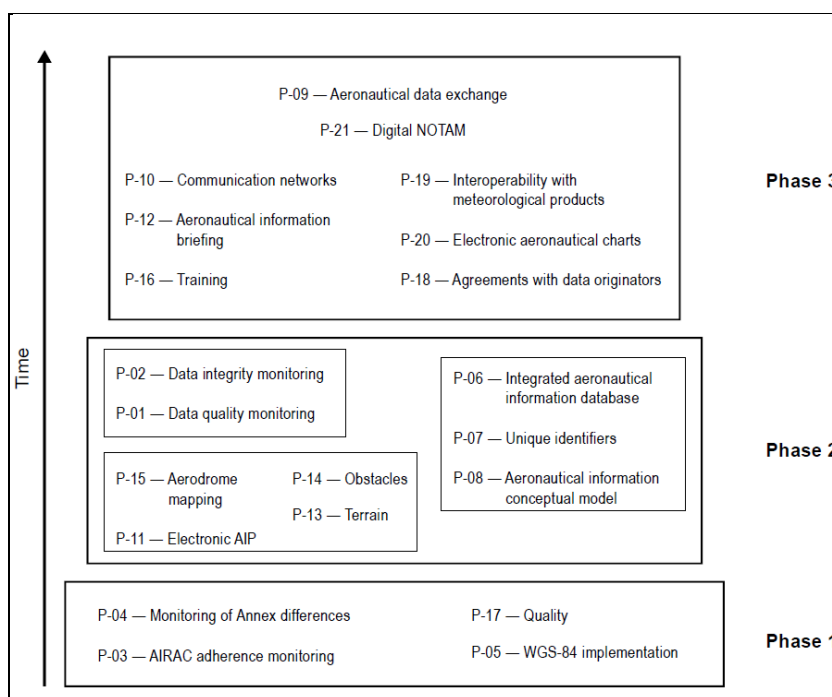 P-09 — Aeronautical data exchange
P-21 — Digital NOTAM
P-10 — Communication networks
P-12 — Aeronautical information
briefing
P-16 — Training
P-19 — Interoperability with
meteorological products
P-20 — Electronic aeronautical charts
P-18 — Agreements with data originators
Phase 3
Time
P-02 — Data integrity monitoring
P-01 — Data quality monitoring
P-15 — Aerodrome
mapping
P-11 — Electronic AIP
P-14 — Obstacles
P-13 — Terrain
P-06 — Integrated aeronautical
information database
P-07 — Unique identifiers
P-08 — Aeronautical information
conceptual model
Phase 2
P-04 — Monitoring of Annex differences
P-03 — AIRAC adherence monitoring
P-17 — Quality
P-05 — WGS-84 implementation
Phase 1